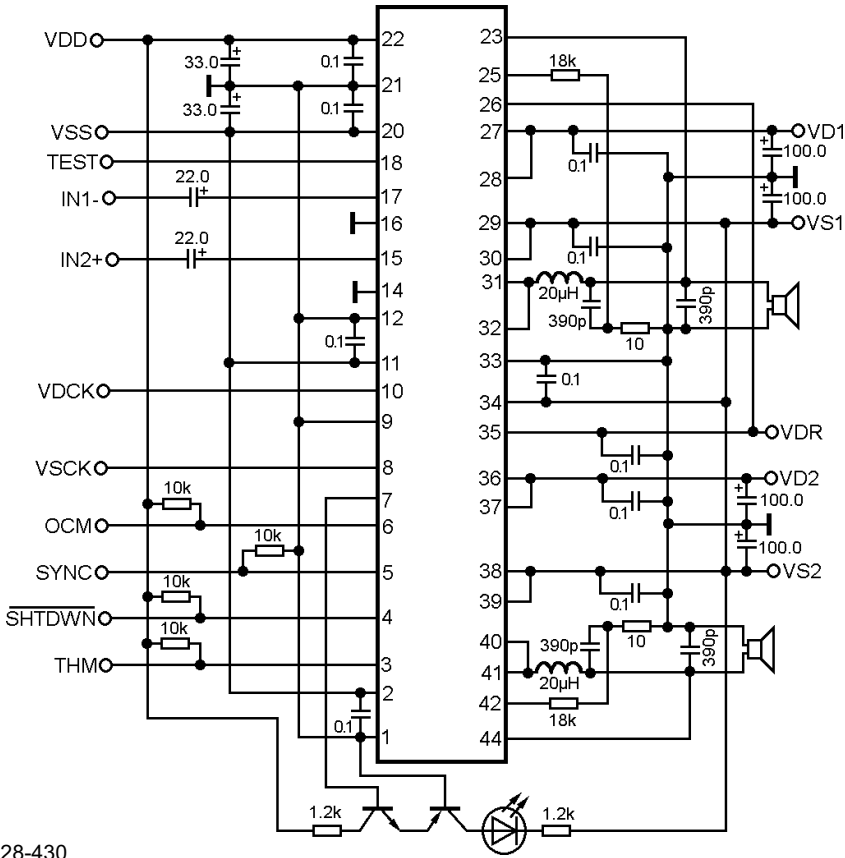 VDD
33.0
+
0.1
22
23
18k
21
25
33.0
+
0.1
26
VSS
20
27
VD1
TEST
18
0.1
+
100.0
22.0
28
IN1-
+
17
+
100.0
16
29
VS1
22.0
IN2+
+
15
30
0.1
14
31
20µH
12
390p
390p
0.1
32
10
11
33
VDCK
10
34
0.1
9
35
VDR
VSCK
8
0.1
10k
7
36
VD2
37
0.1
+
100.0
OCM
6
10k
+
100.0
SYNC
5
38
VS2
10k
39
0.1
SHTDWN
4
10k
40
390p
10
390p
THM
3
41
20µH
2
42
18k
0.1
1
44
1.2k
1.2k
28-430